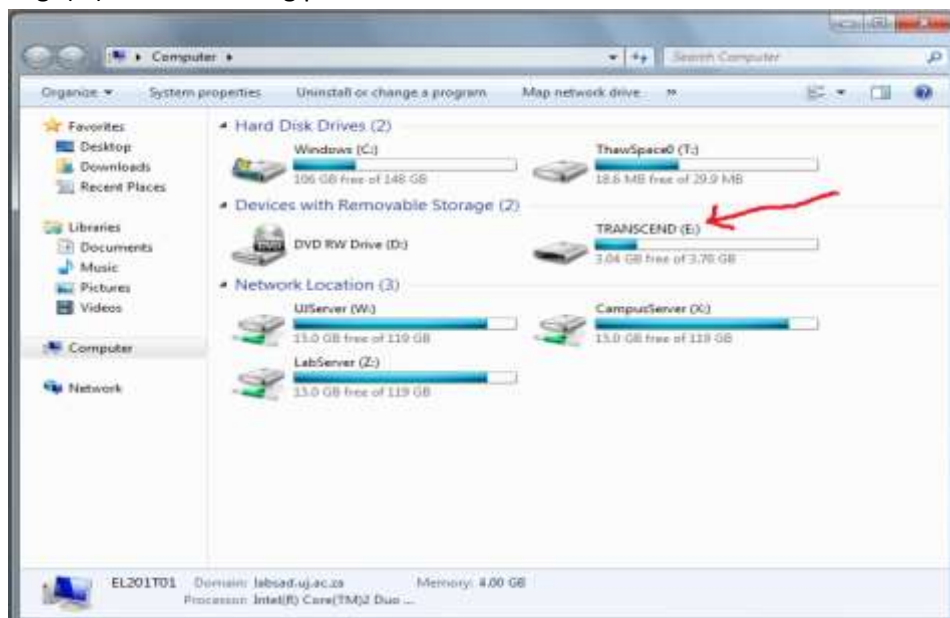 Computer
Search Computer
Organize
System properties
Uninstall or change a program
Map network drive
»
Favorites
Desktop
Downloads
Recent Places
Libraries
Documents
Music
Pictures
Videos
Computer
Network
Hard Disk Drives (2)
Windows (C:)
106 GB free of 148 GB
ThawSpace0 (T:)
18.6 MB free of 29.9 MB
Devices with Removable Storage (2)
DVD RW Drive (D:)
TRANSCEND (E:)
3.04 GB free of 3.78 GB
Network Location (3)
UJServer (W:)
15.0 GB free of 119 GB
CampusServer (X:)
15.0 GB free of 119 GB
LabServer (Z:)
15.0 GB free of 119 GB
EL201T01 Domain: labsad.uj.ac.za Memory: 4.00 GB
Processor: Intel(R) Core(TM)2 Duo ...